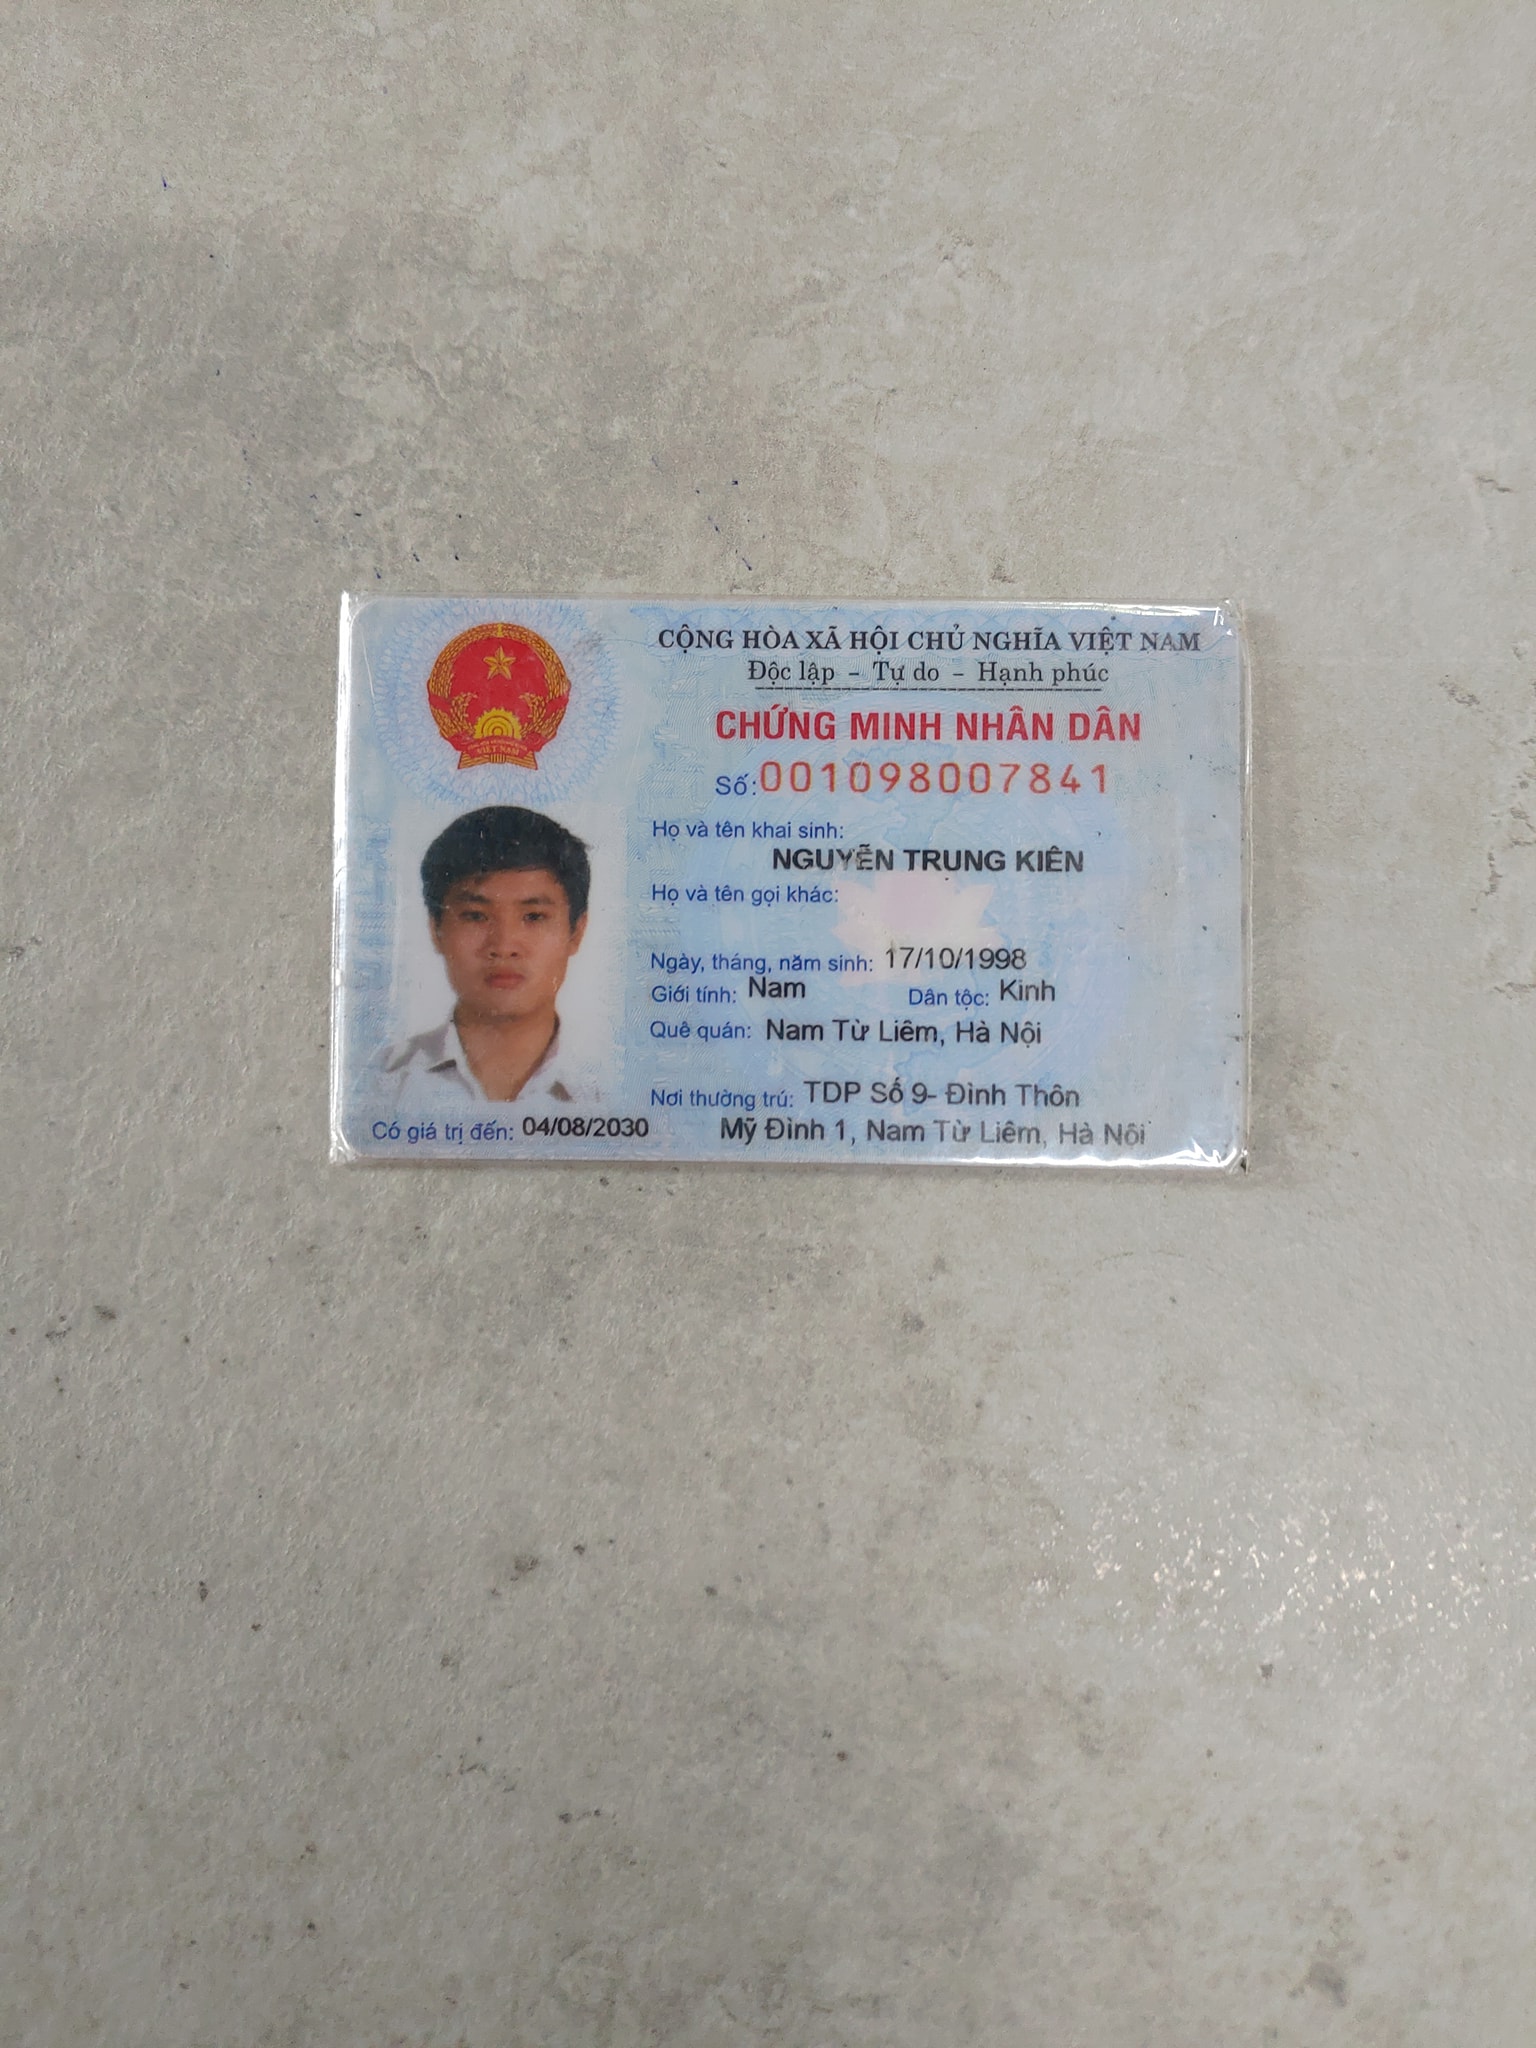 CỘNG HÒA XÃ HỘI CHỦ NGHĨA VIỆT NAM
Độc lập - Tự do - Hạnh phúc
CHỨNG MINH NHÂN DÂN
Số: 001098007841
Họ và tên khai sinh:
NGUYỄN TRUNG KIÊN
Họ và tên gọi khác:
Ngày, tháng, năm sinh: 17/10/1998
Giới tính: Nam Dân tộc: Kinh
Quê quán: Nam Từ Liêm, Hà Nội
Nơi thường trú: TDP Số 9- Đình Thôn
Mỹ Đình 1, Nam Từ Liêm, Hà Nội
Có giá trị đến: 04/08/2030
VIỆT NAM